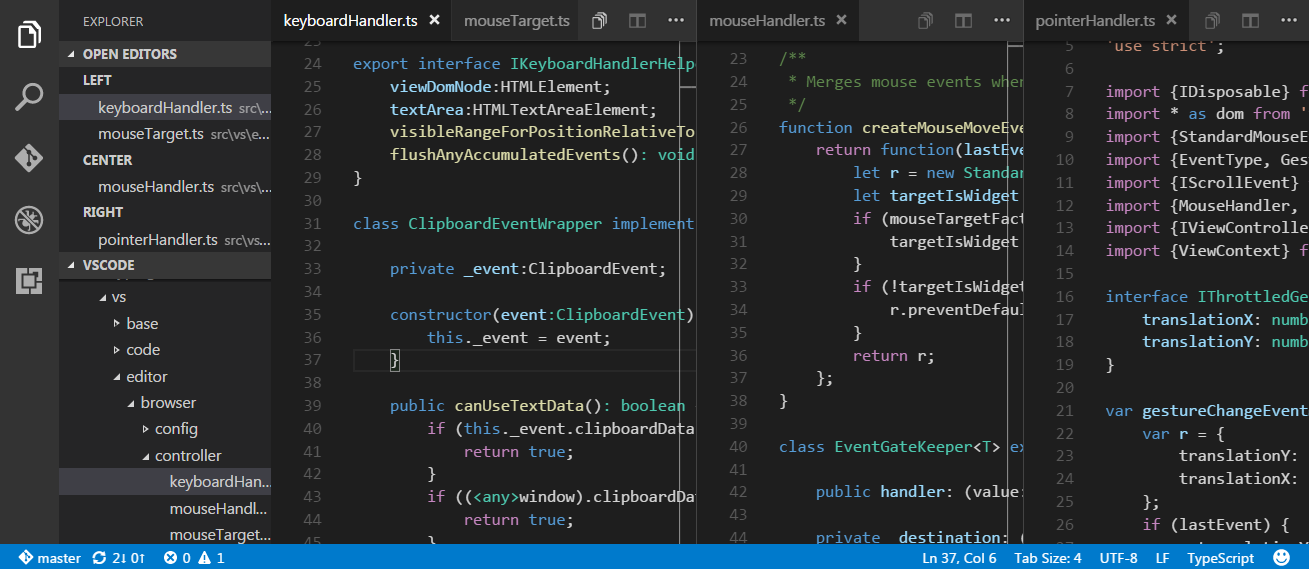 EXPLORER
OPEN EDITORS
LEFT
keyboardHandler.ts src\...
mouseTarget.ts src\vs\e...
CENTER
mouseHandler.ts src\vs\...
RIGHT
pointerHandler.ts src\vs...
VSCODE
vs
base
code
editor
browser
config
controller
keyboardHan...
mouseHandl...
mouseTarget...
keyboardHandler.ts mouseTarget.ts
24 export interface IKeyboardHandlerHelpe
25 viewDomNode:HTMLElement;
26 textArea:HTMLTextAreaElement;
27 visibleRangeForPositionRelativeTo
28 flushAnyAccumulatedEvents(): void
29 }
30
31 class ClipboardEventWrapper implement
32
33 private _event:ClipboardEvent;
34
35 constructor(event:ClipboardEvent)
36 this._event = event;
37 }
38
39 public canUseTextData(): boolean
40 if (this._event.clipboardData
41 return true;
42 }
43 if ((<any>window).clipboardDa
44 return true;
45 }
mouseHandler.ts
23 /**
24 * Merges mouse events when
25 */
26 function createMouseMoveEve
27 return function(lastEve
28 let r = new Standar
29 let targetIsWidget
30 if (mouseTargetFact
31 targetIsWidget
32 }
33 if (!targetIsWidget
34 r.preventDefaul
35 }
36 return r;
37 };
38 }
39
40 class EventGateKeeper<T> ex
41
42 public handler: (value:
43
44 private _destination: (
pointerHandler.ts
5 'use strict';
6
7 import {IDisposable} f
8 import * as dom from '
9 import {StandardMouseE
10 import {EventType, Ges
11 import {IScrollEvent}
12 import {MouseHandler,
13 import {IViewControlle
14 import {ViewContext} f
15
16 interface IThrottledGe
17 translationX: numb
18 translationY: numb
19 }
20
21 var gestureChangeEvent
22 var r = {
23 translationY:
24 translationX:
25 };
26 if (lastEvent) {
master 2↓ 0↑ 0 1 Ln 37, Col 6 Tab Size: 4 UTF-8 LF TypeScript